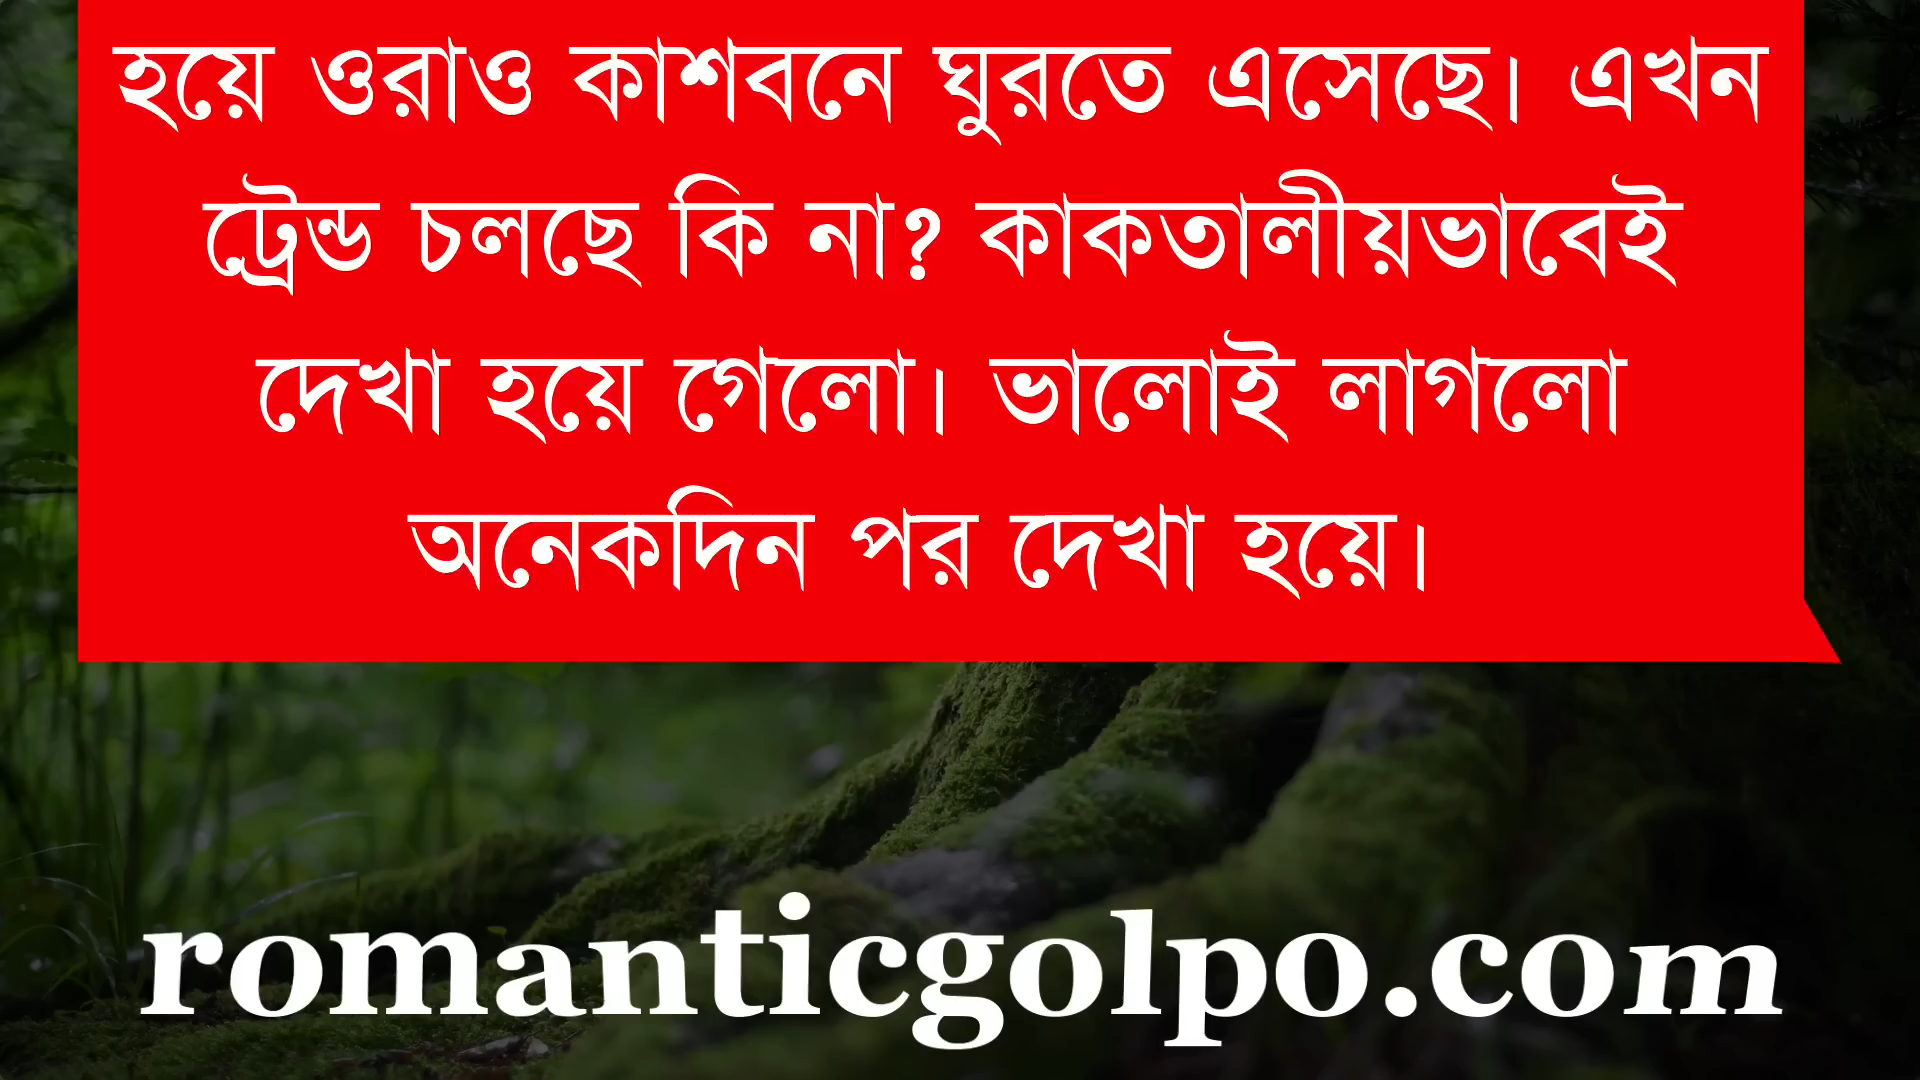 হয়ে ওরাও কাশবনে ঘুরতে এসেছে। এখন
ট্রেন্ড চলছে কি না? কাকতালীয়ভাবেই
দেখা হয়ে গেলো। ভালোই লাগলো
অনেকদিন পর দেখা হয়ে।
romanticgolpo.com